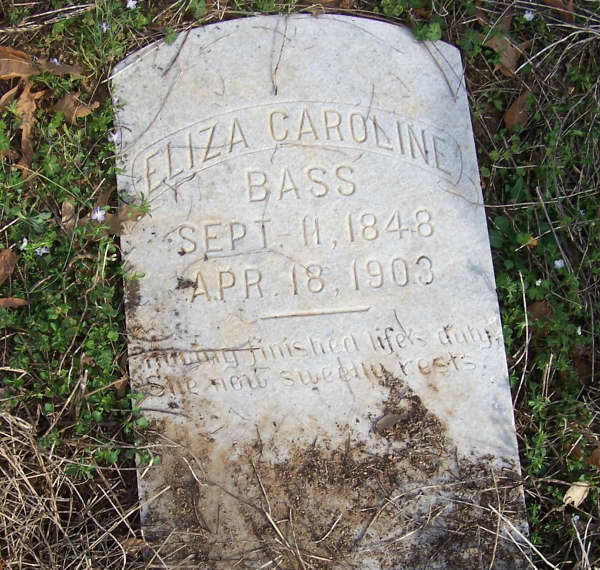 ELIZA CAROLINE
BASS
SEPT. 11, 1848
APR. 18, 1903
finished life's duty,
She now sweetly rests.